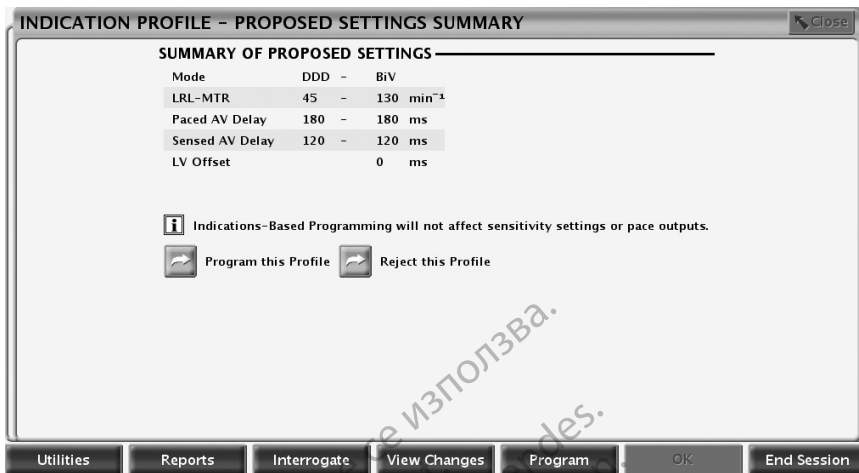 INDICATION PROFILE – PROPOSED SETTINGS SUMMARY
Close
SUMMARY OF PROPOSED SETTINGS
Mode DDD – BiV
LRL-MTR 45 – 130 min⁻¹
Paced AV Delay 180 – 180 ms
Sensed AV Delay 120 – 120 ms
LV Offset 0 ms
i Indications-Based Programming will not affect sensitivity settings or pace outputs.
Program this Profile Reject this Profile
се използва.
des.
Utilities Reports Interrogate View Changes Program OK End Session